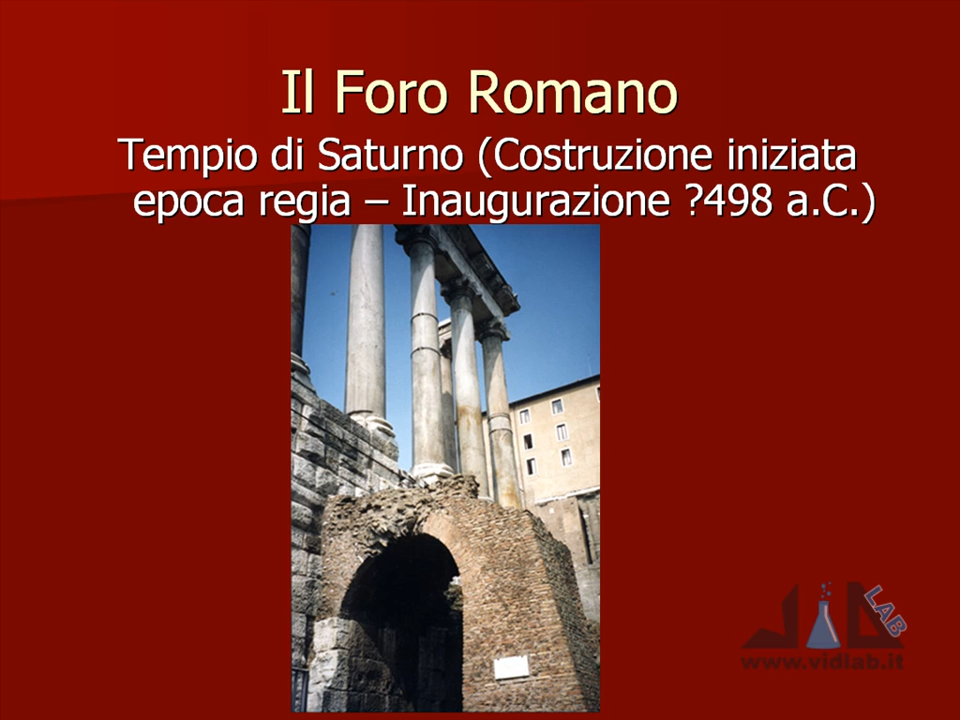 Il Foro Romano
Tempio di Saturno (Costruzione iniziata
epoca regia – Inaugurazione ?498 a.C.)
LAB
www.vidlab.it